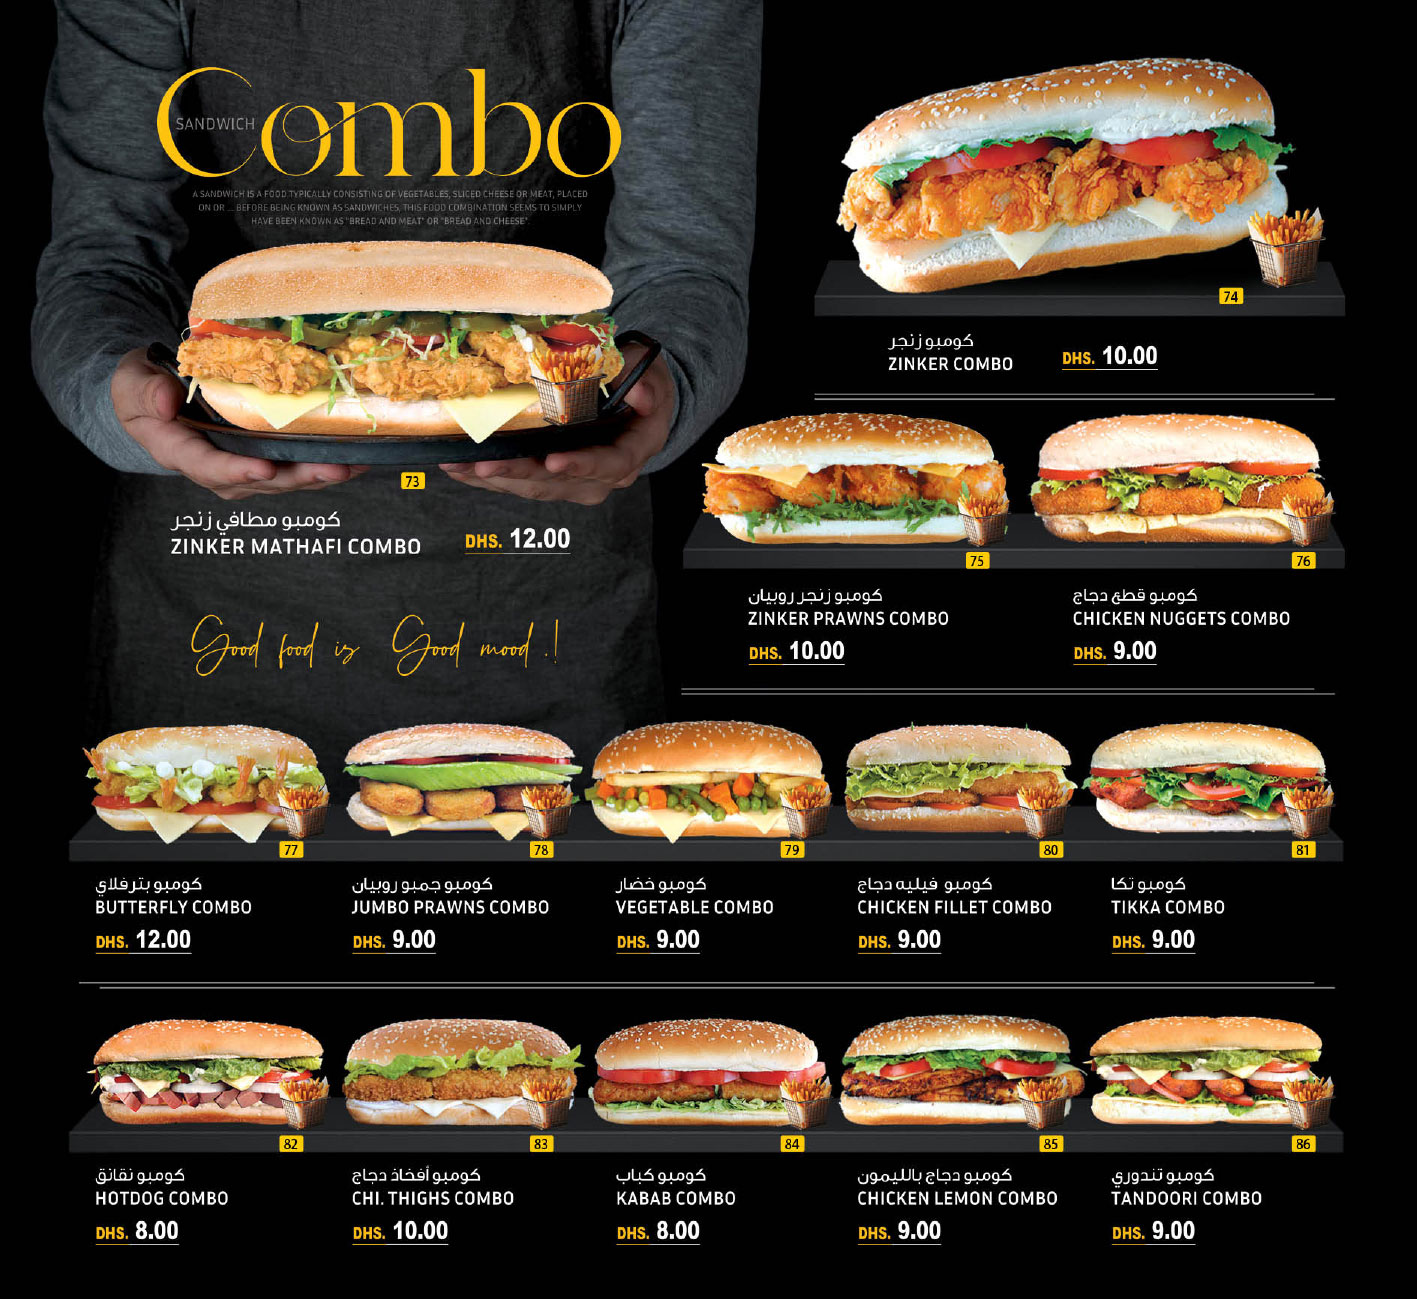 SANDWICH
Combo
A SANDWICH IS A FOOD TYPICALLY CONSISTING OF VEGETABLES, SLICED CHEESE OR MEAT, PLACED
ON OR ... BEFORE BEING KNOWN AS SANDWICHES, THIS FOOD COMBINATION SEEMS TO SIMPLY
HAVE BEEN KNOWN AS "BREAD AND MEAT" OR "BREAD AND CHEESE".
73
كومبو مطافي زنجر
ZINKER MATHAFI COMBO
DHS. 12.00
Good food is Good mood .!
74
كومبو زنجر
ZINKER COMBO
DHS. 10.00
75
كومبو زنجر روبيان
ZINKER PRAWNS COMBO
DHS. 10.00
76
كومبو قطع دجاج
CHICKEN NUGGETS COMBO
DHS. 9.00
77
كومبو بترفلاي
BUTTERFLY COMBO
DHS. 12.00
78
كومبو جمبو روبيان
JUMBO PRAWNS COMBO
DHS. 9.00
79
كومبو خضار
VEGETABLE COMBO
DHS. 9.00
80
كومبو فيليه دجاج
CHICKEN FILLET COMBO
DHS. 9.00
81
كومبو تكا
TIKKA COMBO
DHS. 9.00
82
كومبو نقانق
HOTDOG COMBO
DHS. 8.00
83
كومبو أفخاذ دجاج
CHI. THIGHS COMBO
DHS. 10.00
84
كومبو كباب
KABAB COMBO
DHS. 8.00
85
كومبو دجاج بالليمون
CHICKEN LEMON COMBO
DHS. 9.00
86
كومبو تندوري
TANDOORI COMBO
DHS. 9.00